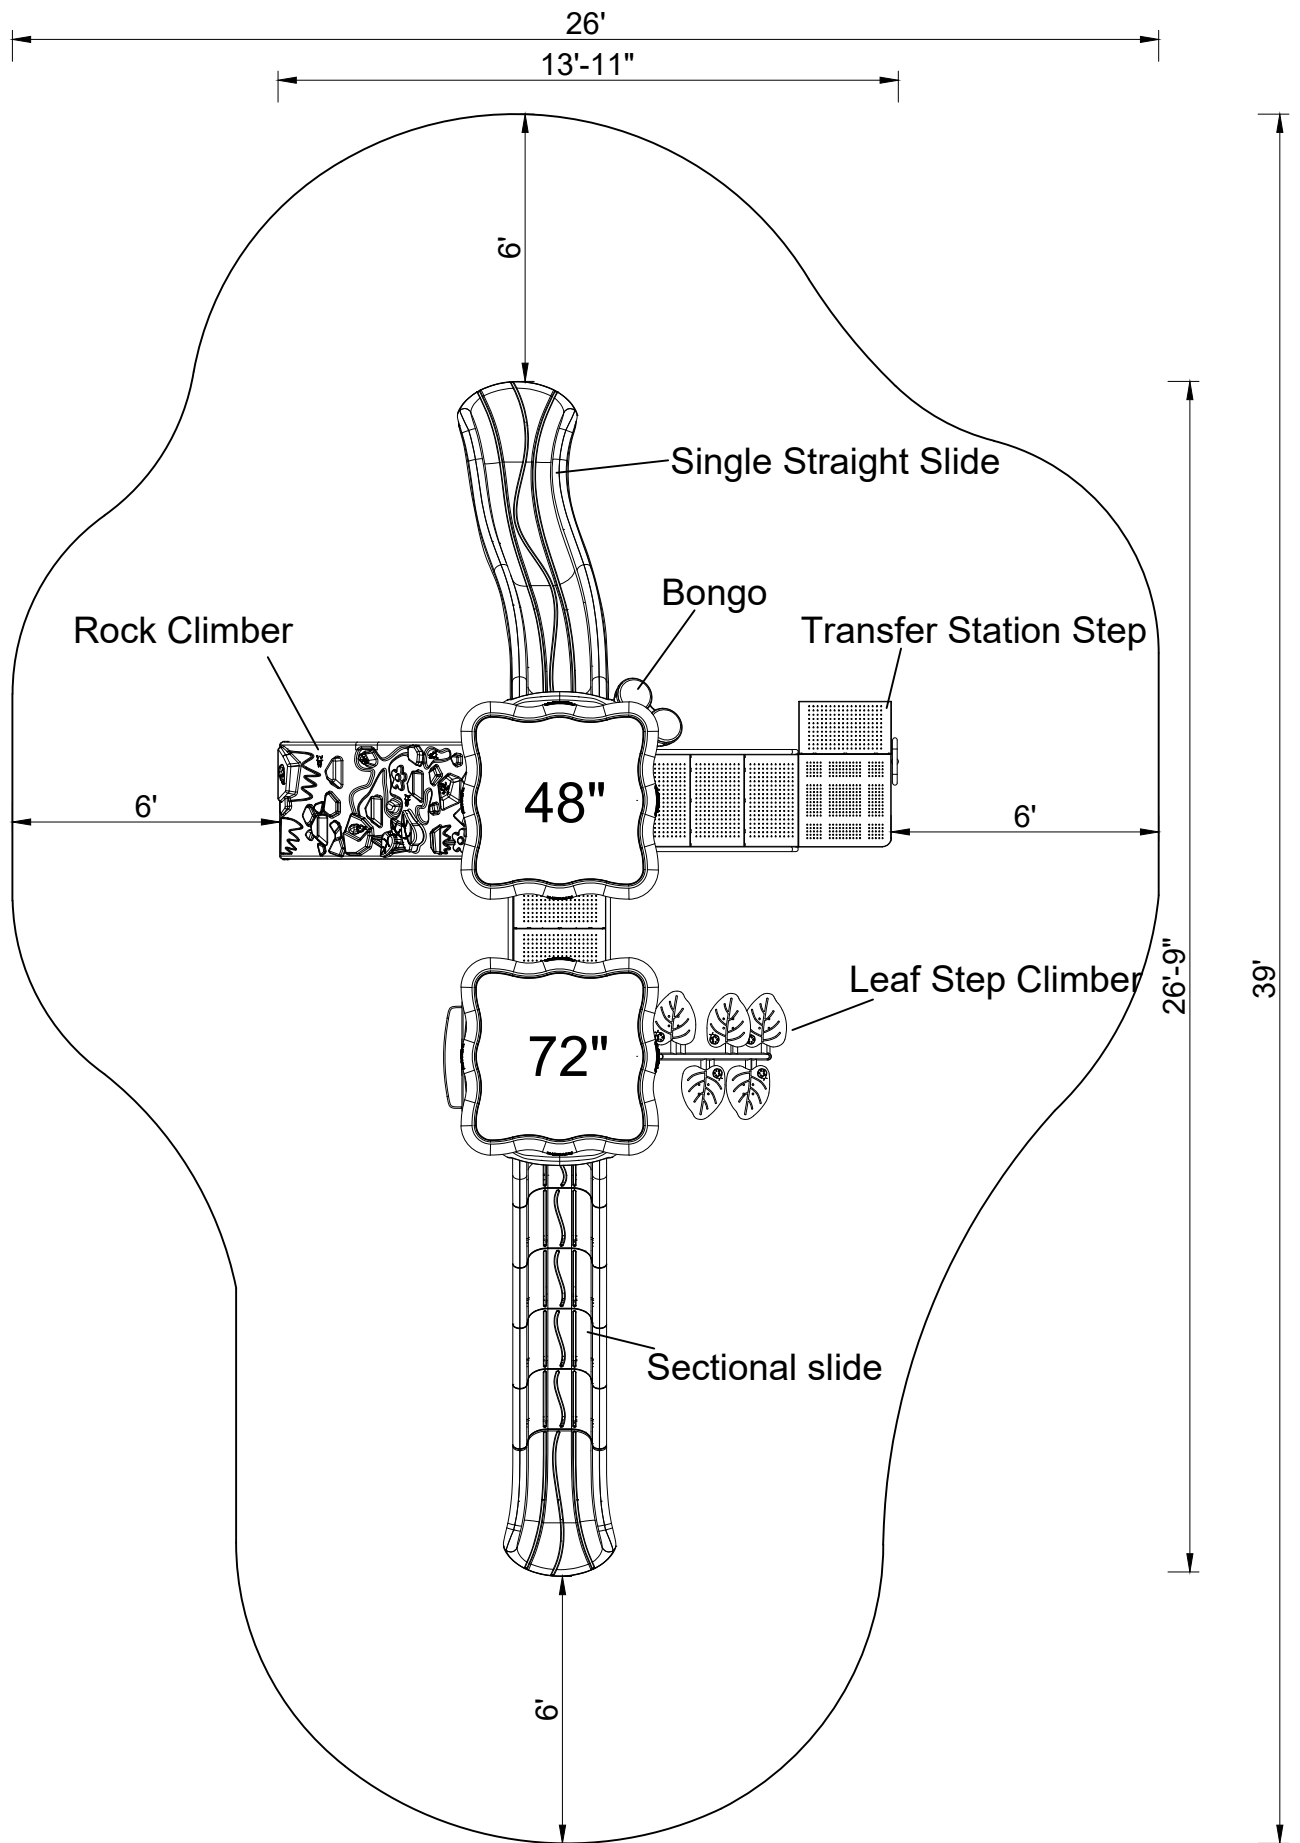 26'
13'-11"
6'
Single Straight Slide
Bongo
Rock Climber
Transfer Station Step
48"
6'
6'
Leaf Step Climber
26'-9"
39'
72"
Sectional slide
6'